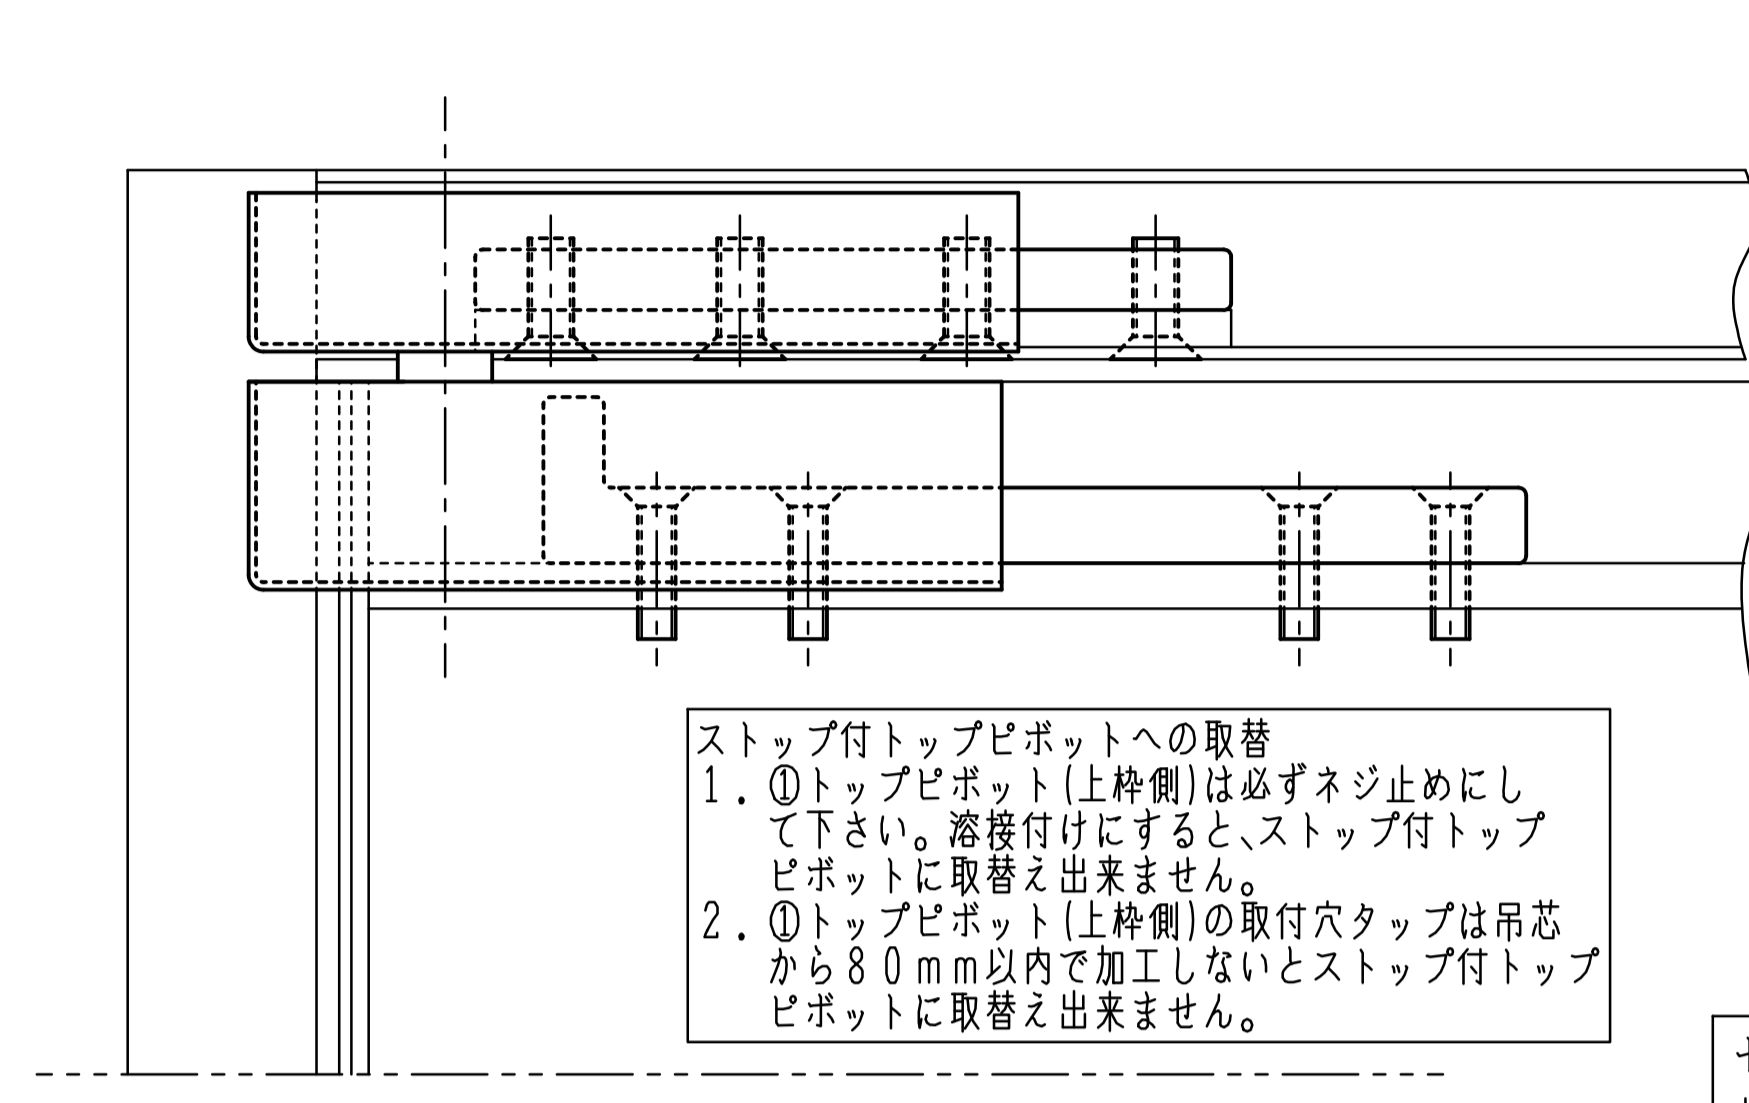 ストップ付トップピボットへの取替
1. ①トップピボット(上枠側)は必ずネジ止めにし
て下さい。溶接付けにすると、ストップ付トップ
ピボットに取替え出来ません。
2. ①トップピボット(上枠側)の取付穴タップは吊芯
から80mm以内で加工しないとストップ付トップ
ピボットに取替え出来ません。